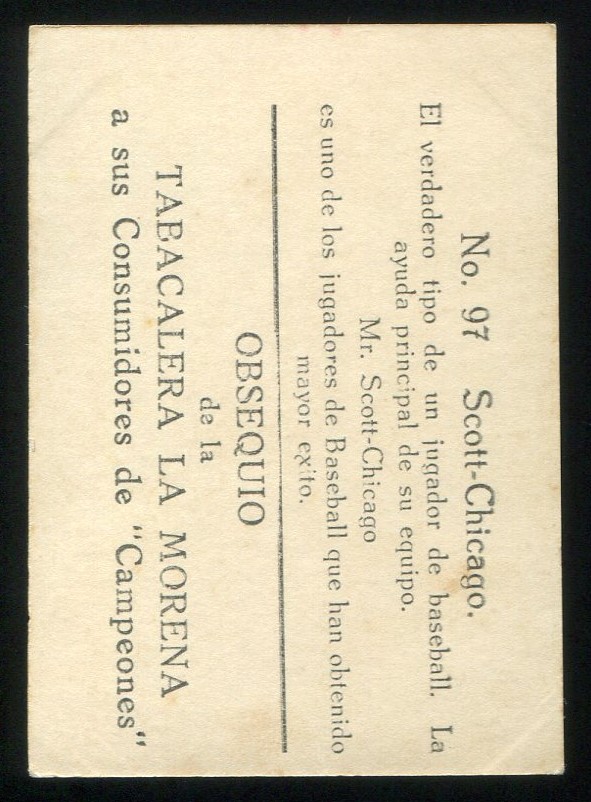 No. 97 Scott-Chicago.
El verdadero tipo de un jugador de baseball. La
ayuda principal de su equipo.
Mr. Scott-Chicago
es uno de los jugadores de Baseball que han obtenido
mayor exito.
OBSEQUIO
de la
TABACALERA LA MORENA
a sus Consumidores de "Campeones"